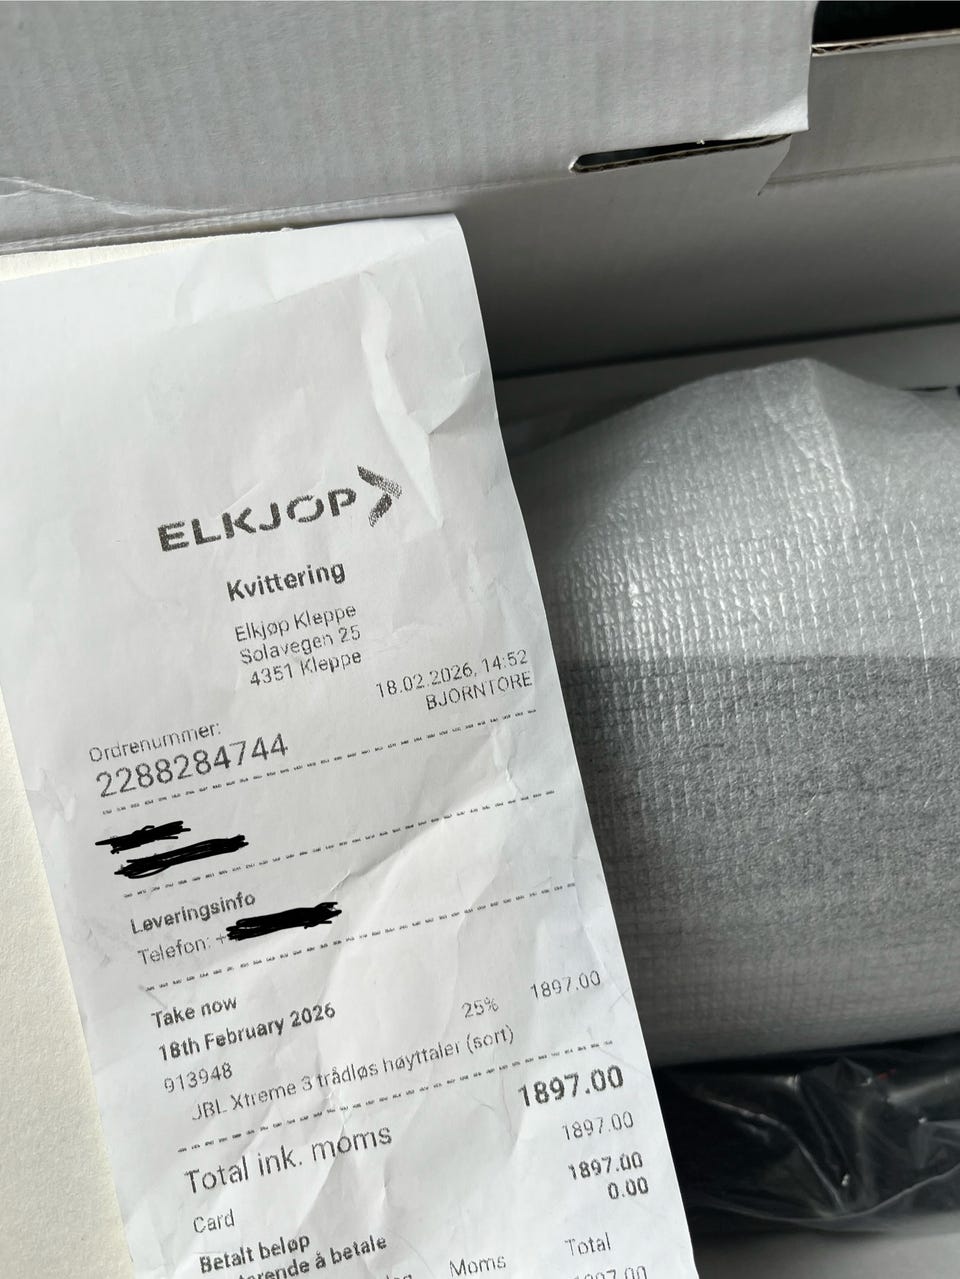 ELKJØP
Kvittering
Elkjøp Kleppe
Solavegen 25
4351 Kleppe
18.02.2026, 14:52
BJORNTORE
Ordrenummer:
2288284744
Leveringsinfo
Telefon: +
Take now
18th February 2026
913948 25% 1897.00
JBL Xtreme 3 trådløs høyttaler (sort)
Total ink. moms 1897.00
Card 1897.00
Betalt beløp 1897.00
å betale 0.00
Moms Total